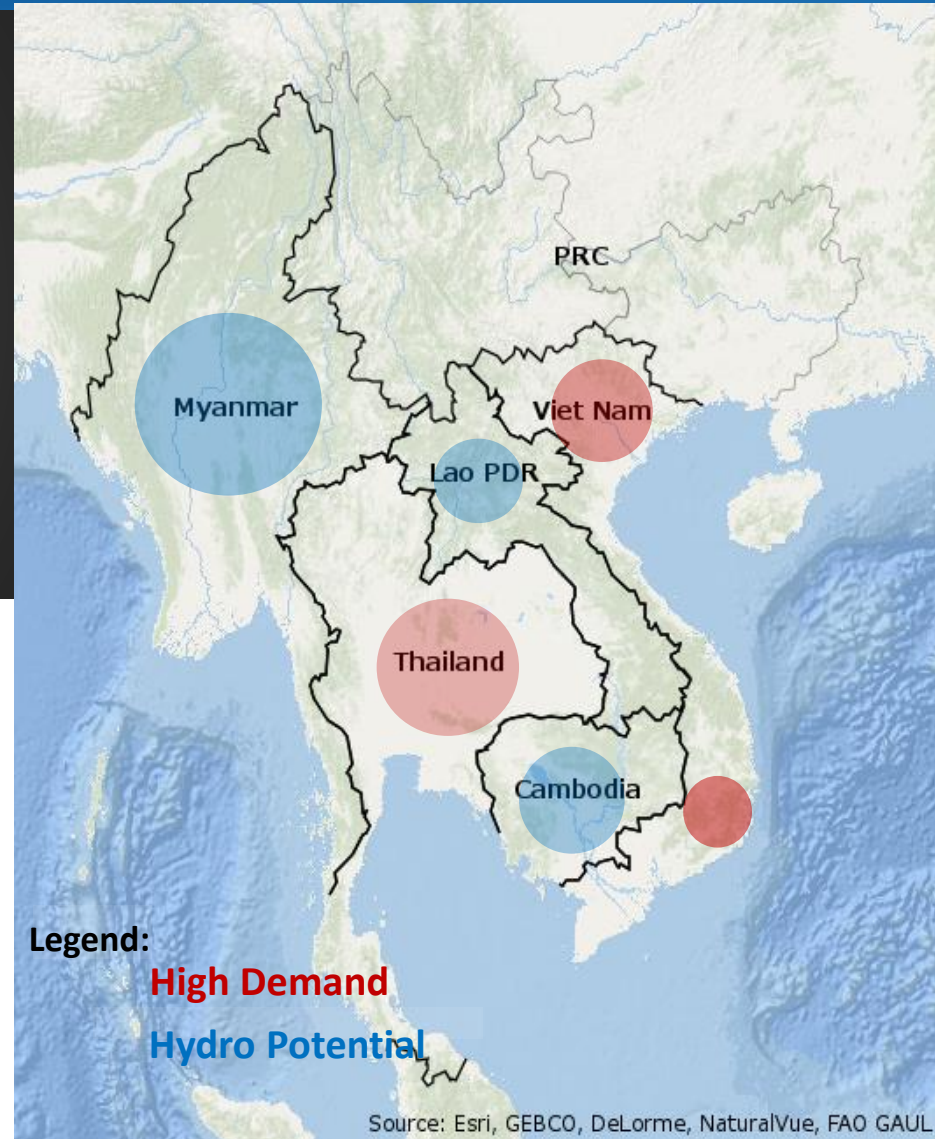 PRC
Myanmar
Viet Nam
Lao PDR
Thailand
Cambodia
Legend:
High Demand
Hydro Potential
Source: Esri, GEBCO, DeLorme, NaturalVue, FAO GAUL